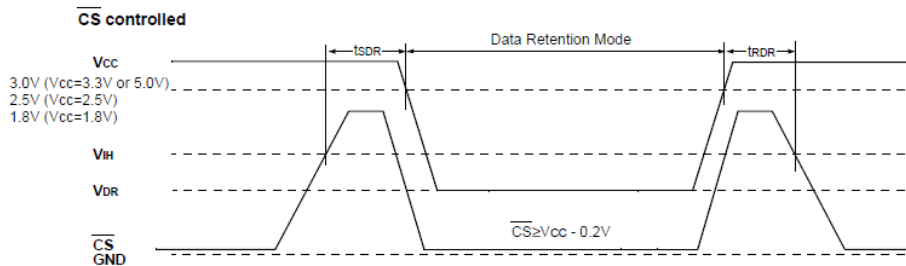 CS controlled
tSDR
Data Retention Mode
tRDR
VCC
3.0V (Vcc=3.3V or 5.0V)
2.5V (Vcc=2.5V)
1.8V (Vcc=1.8V)
VIH
VDR
CS≥VCC - 0.2V
CS
GND